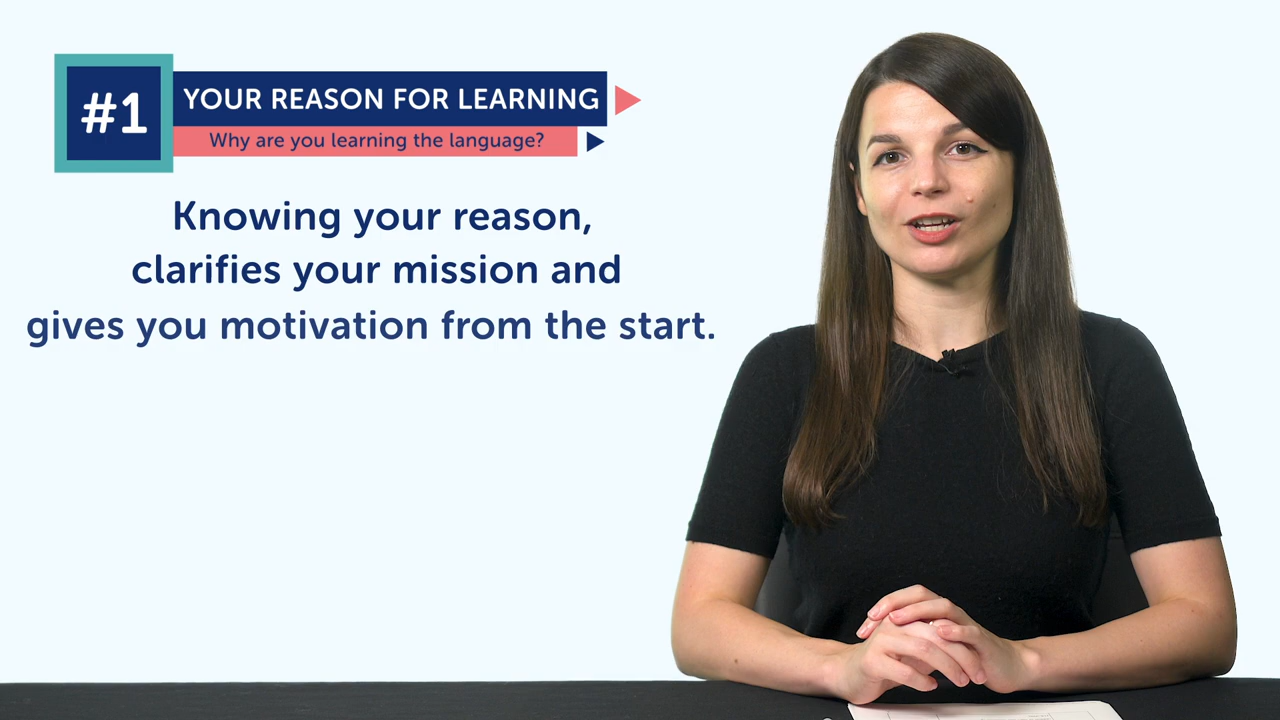 #1
YOUR REASON FOR LEARNING
Why are you learning the language?
Knowing your reason,
clarifies your mission and
gives you motivation from the start.